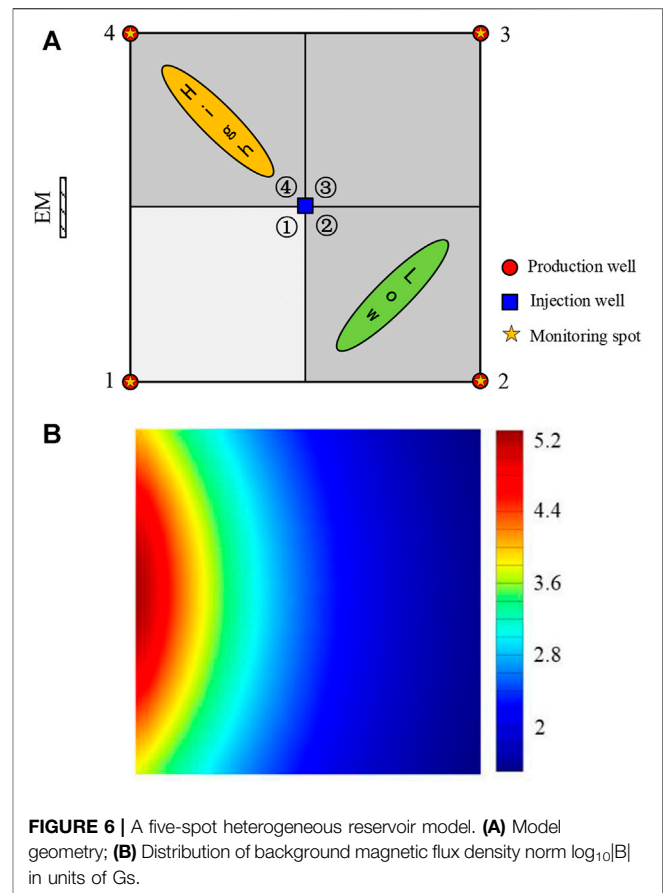 A
4
3
High
EM
④ ③
① ②
Low
Production well
Injection well
Monitoring spot
1
2
B
5.2
4.4
3.6
2.8
2
FIGURE 6 | A five-spot heterogeneous reservoir model. (A) Model
geometry; (B) Distribution of background magnetic flux density norm log₁₀|B|
in units of Gs.